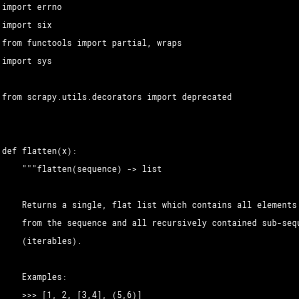 import errno
import six
from functools import partial, wraps
import sys
from scrapy.utils.decorators import deprecated
def flatten(x):
"""flatten(sequence) -> list
Returns a single, flat list which contains all elements
from the sequence and all recursively contained sub-sequ
(iterables).
Examples:
>>> [1, 2, [3,4], (5,6)]